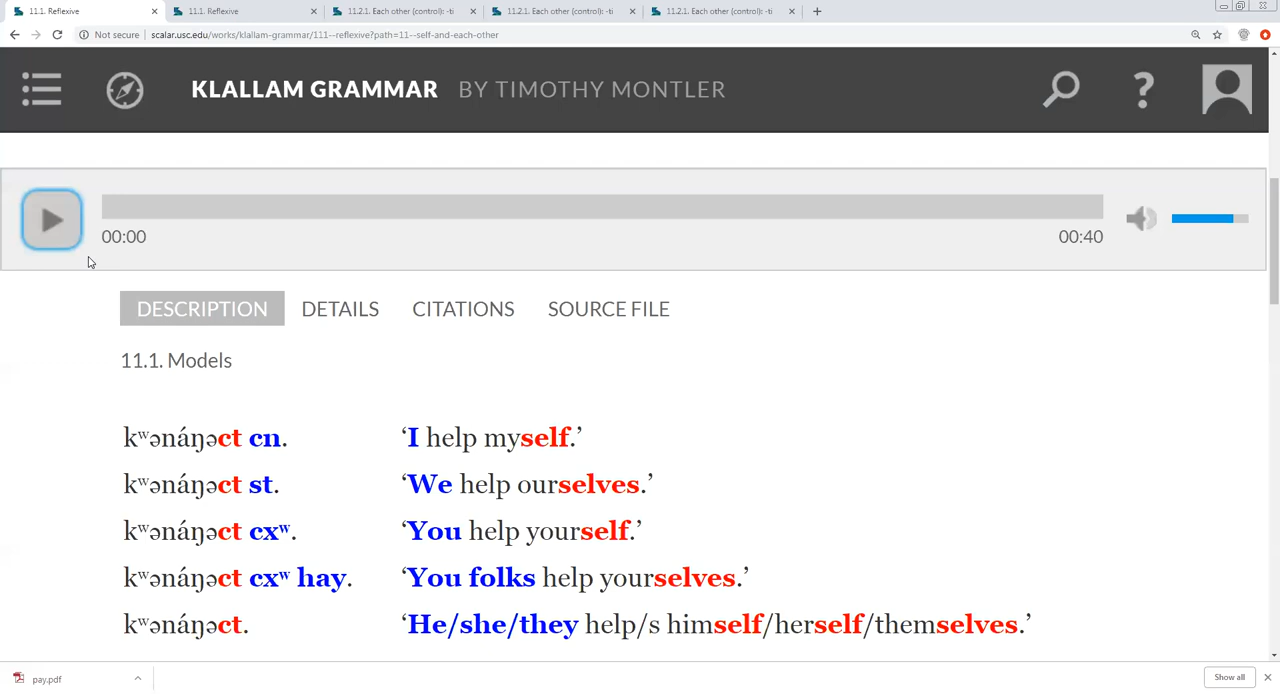 11.1. Reflexive
11.1. Reflexive
11.2.1. Each other (control): -ti
11.2.1. Each other (control): -ti
11.2.1. Each other (control): -ti
Not secure | scalar.usc.edu/works/klallam-grammar/111--reflexive?path=11--self-and-each-other
KLALLAM GRAMMAR BY TIMOTHY MONTLER
00:00 00:40
DESCRIPTION DETAILS CITATIONS SOURCE FILE
11.1. Models
kʷənáŋəct cn. ‘I help myself.’
kʷənáŋəct st. ‘We help ourselves.’
kʷənáŋəct cxʷ. ‘You help yourself.’
kʷənáŋəct cxʷ hay. ‘You folks help yourselves.’
kʷənáŋəct. ‘He/she/they help/s himself/herself/themselves.’
pay.pdf Show all